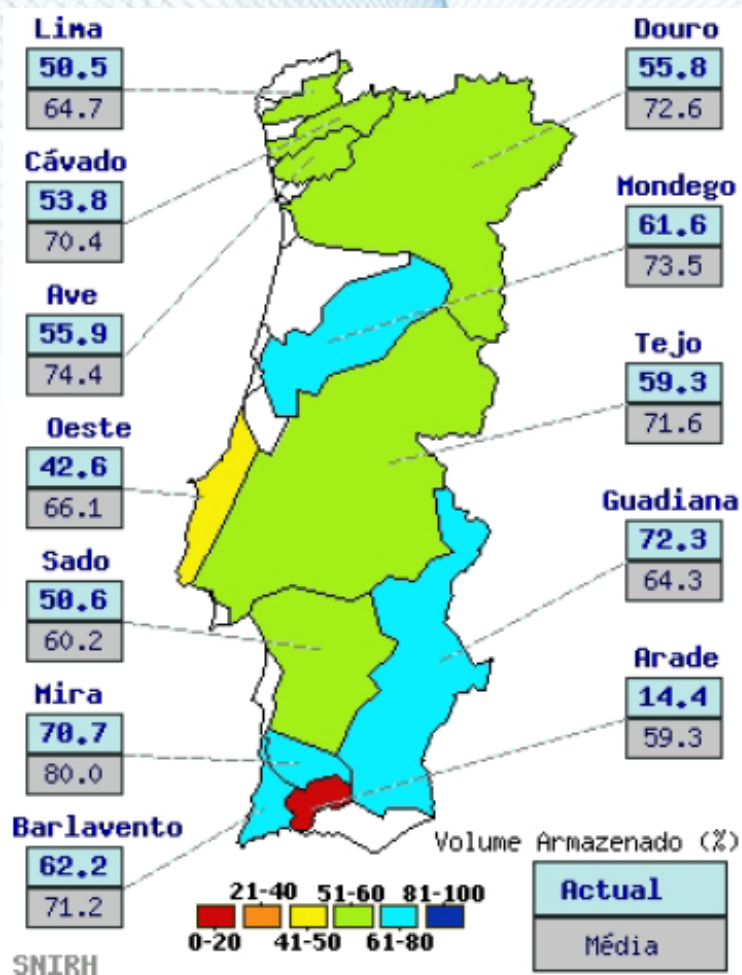 Lima
50.5
64.7
Cávado
53.8
70.4
Ave
55.9
74.4
Oeste
42.6
66.1
Sado
50.6
60.2
Mira
70.7
80.0
Barlavento
62.2
71.2
Douro
55.8
72.6
Mondego
61.6
73.5
Tejo
59.3
71.6
Guadiana
72.3
64.3
Arade
14.4
59.3
Volume Armazenado (%)
Actual
Média
21-40 51-60 81-100
0-20 41-50 61-80
SNIRH